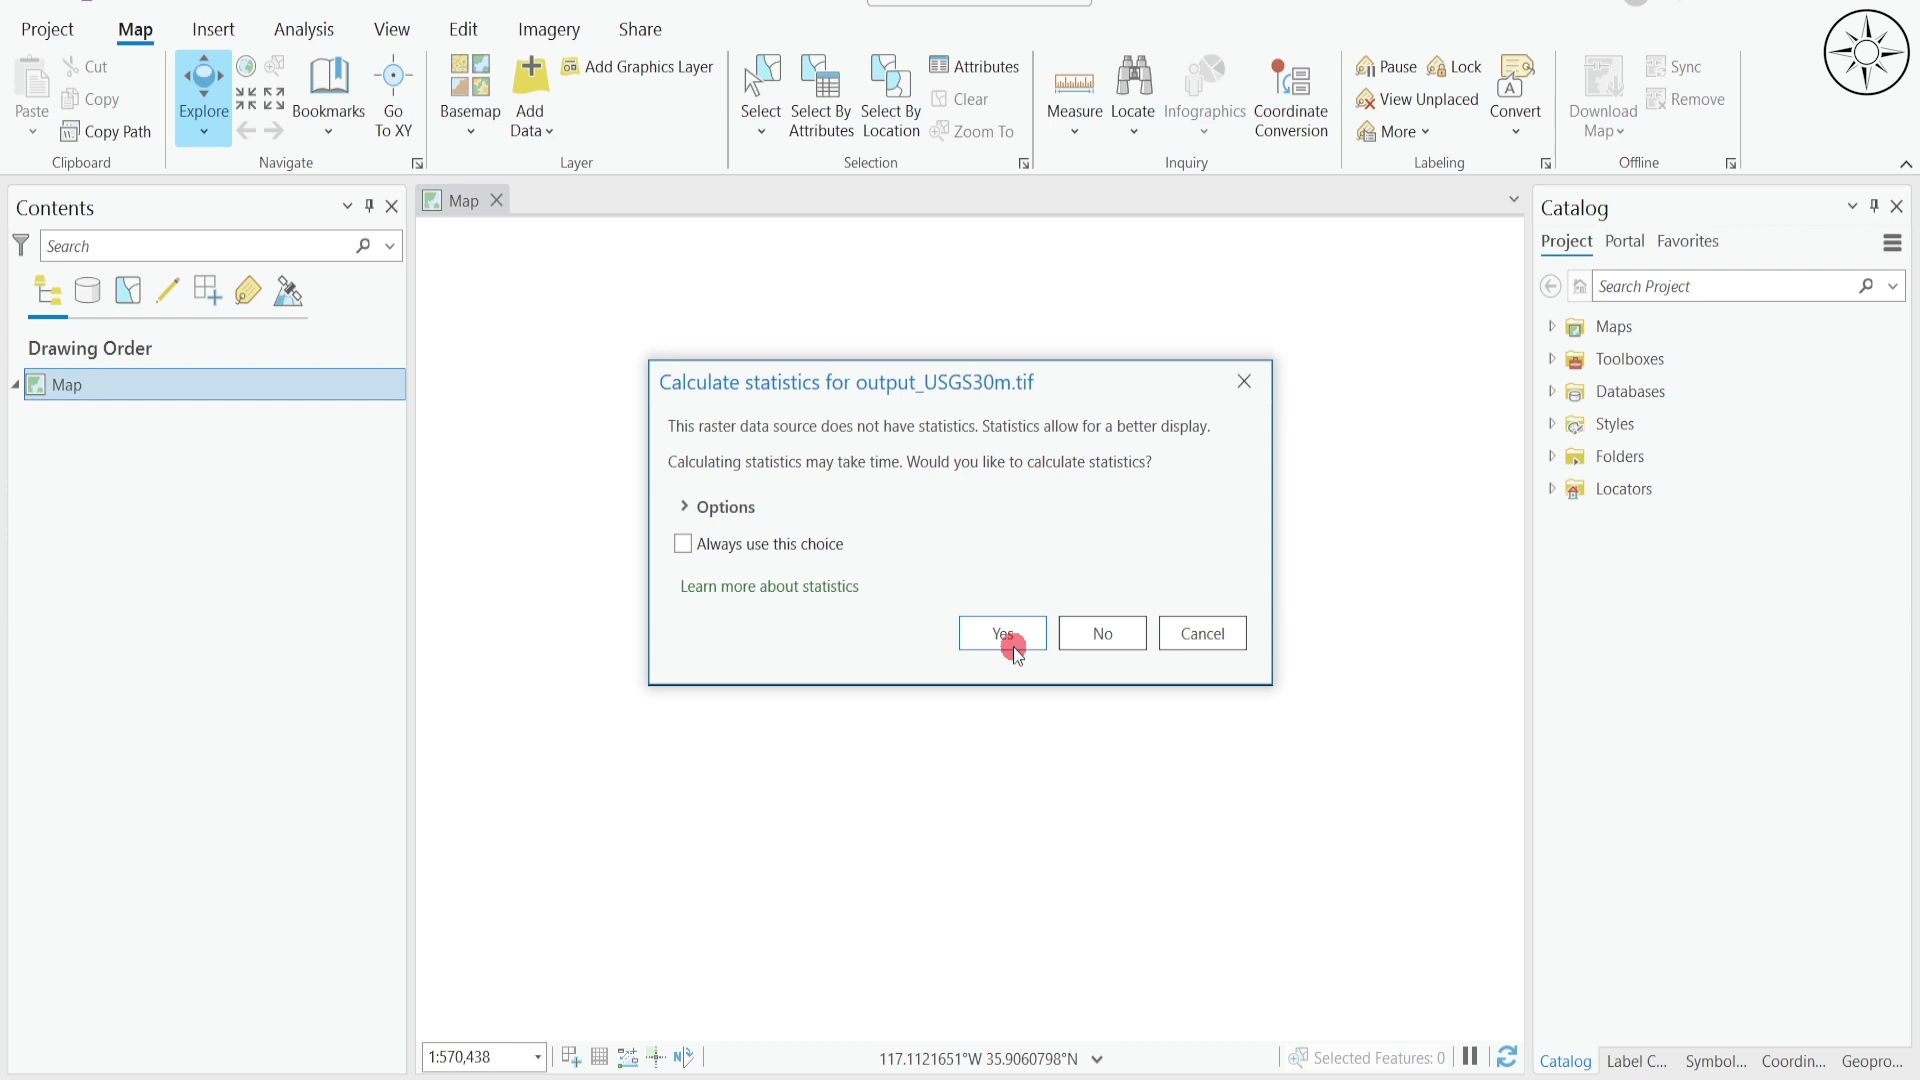 Project Map Insert Analysis View Edit Imagery Share
Paste
Cut
Copy
Copy Path
Clipboard
Explore
Bookmarks
Go
To XY
Navigate
Basemap
Add
Data
Add Graphics Layer
Layer
Select
Select By
Attributes
Select By
Location
Attributes
Clear
Zoom To
Selection
Measure
Locate
Infographics
Coordinate
Conversion
Inquiry
Pause
Lock
View Unplaced
More
Convert
Labeling
Download
Map
Sync
Remove
Offline
Contents
Search
Drawing Order
Map
Map
Calculate statistics for output_USGS30m.tif
This raster data source does not have statistics. Statistics allow for a better display.
Calculating statistics may take time. Would you like to calculate statistics?
Options
Always use this choice
Learn more about statistics
Yes No Cancel
Catalog
Project Portal Favorites
Search Project
Maps
Toolboxes
Databases
Styles
Folders
Locators
1:570,438
117.1121651°W 35.9060798°N
Selected Features: 0
Catalog Label C... Symbol... Coordin... Geopro...